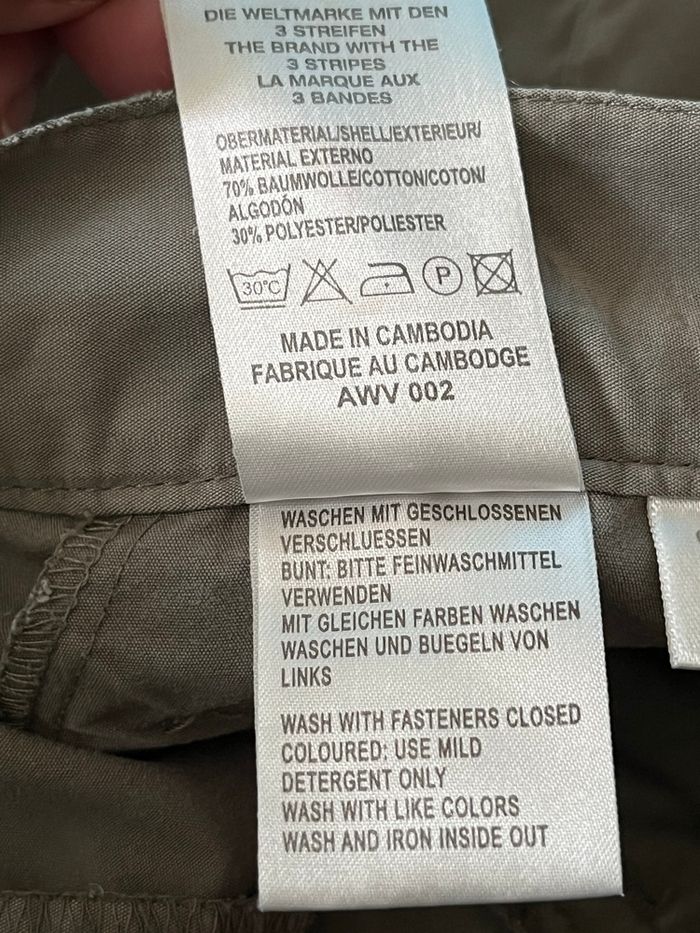 DIE WELTMARKE MIT DEN
3 STREIFEN
THE BRAND WITH THE
3 STRIPES
LA MARQUE AUX
3 BANDES
OBERMATERIAL/SHELL/EXTERIEUR/
MATERIAL EXTERNO
70% BAUMWOLLE/COTTON/COTON/
ALGODÓN
30% POLYESTER/POLIESTER
30°C
P
MADE IN CAMBODIA
FABRIQUE AU CAMBODGE
AWV 002
WASCHEN MIT GESCHLOSSENEN
VERSCHLUESSEN
BUNT: BITTE FEINWASCHMITTEL
VERWENDEN
MIT GLEICHEN FARBEN WASCHEN
WASCHEN UND BUEGELN VON
LINKS
WASH WITH FASTENERS CLOSED
COLOURED: USE MILD
DETERGENT ONLY
WASH WITH LIKE COLORS
WASH AND IRON INSIDE OUT